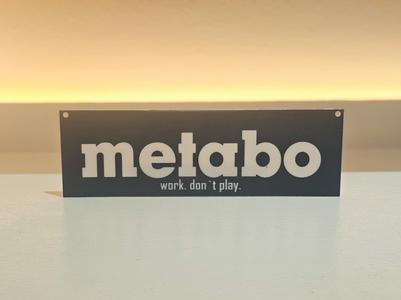 metabo
work. don`t play.